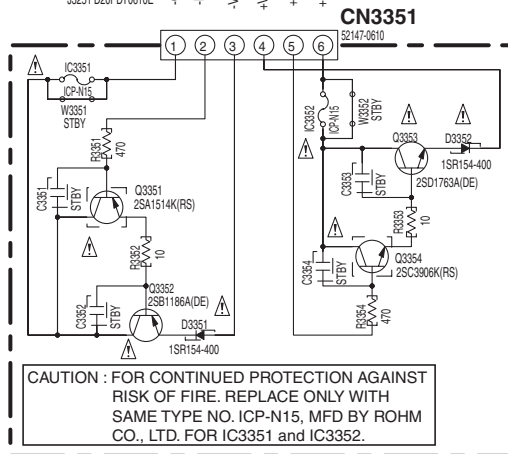 CN3351
52147-0610
1 2 3 4 5 6
IC3351
ICP-N15
W3351
STBY
IC3352
ICP-N15
W3352
STBY
Q3353
2SD1763A(DE)
D3352
1SR154-400
R3351
470
C3351
STBY
Q3351
2SA1514K(RS)
R3352
10
C3353
STBY
R3353
10
Q3354
2SC3906K(RS)
C3354
STBY
R3354
470
Q3352
2SB1186A(DE)
C3352
STBY
D3351
1SR154-400
CAUTION : FOR CONTINUED PROTECTION AGAINST
RISK OF FIRE. REPLACE ONLY WITH
SAME TYPE NO. ICP-N15, MFD BY ROHM
CO., LTD. FOR IC3351 and IC3352.